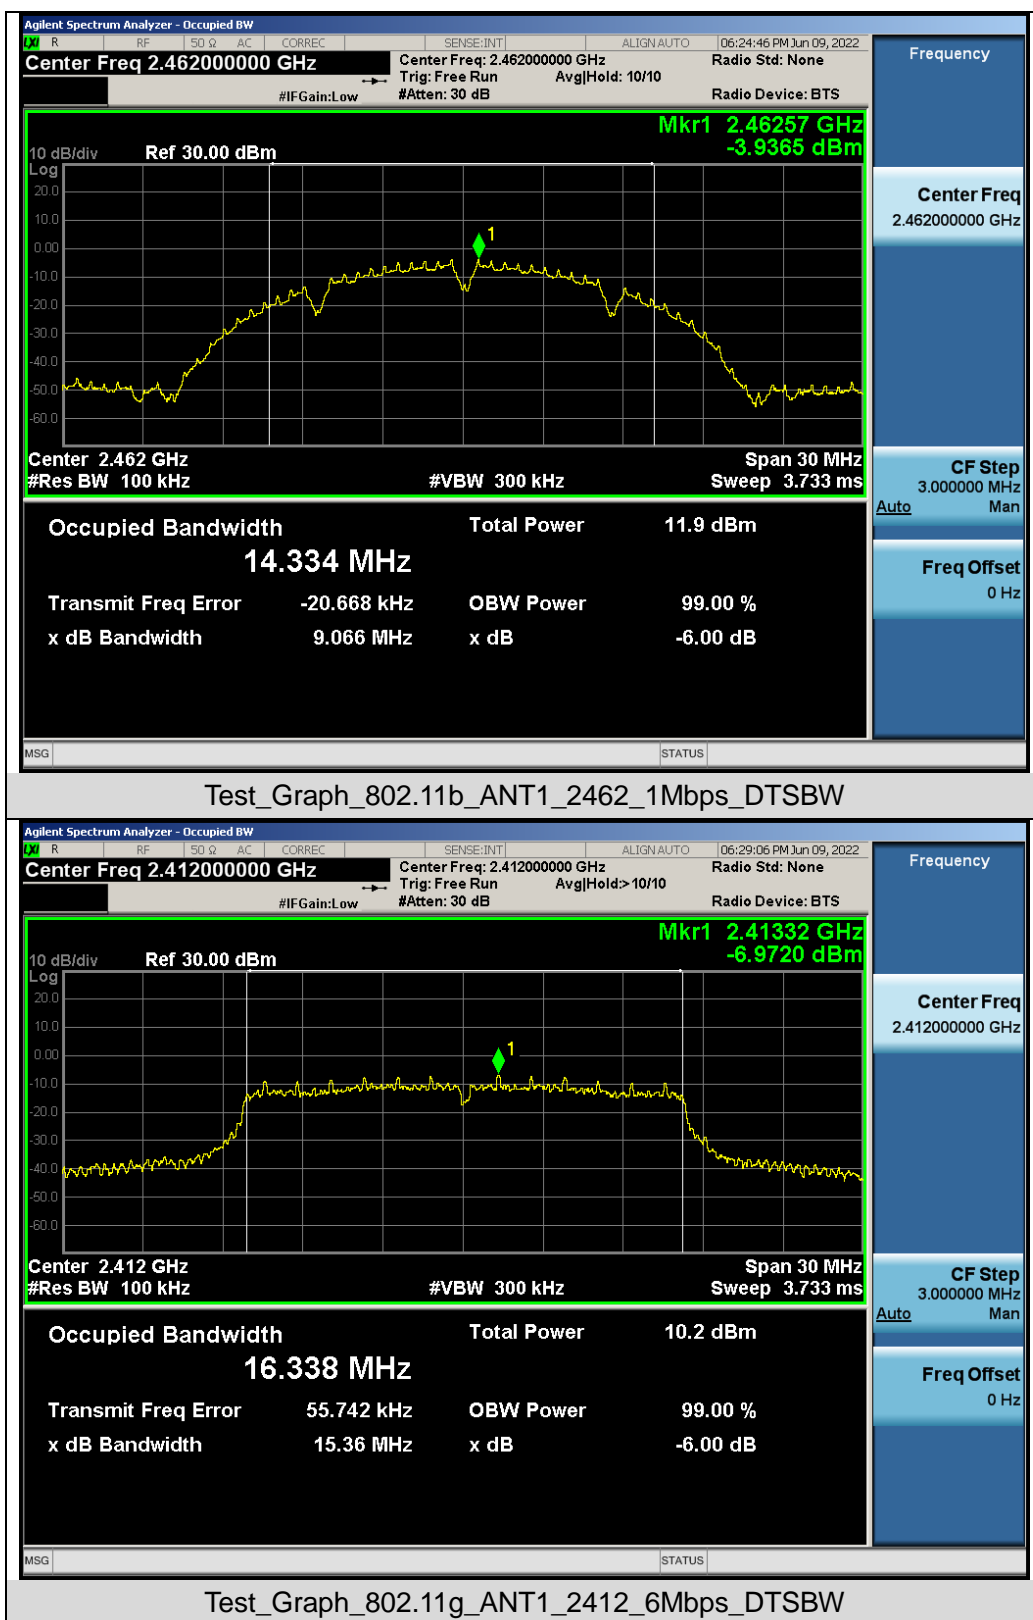 Agilent Spectrum Analyzer - Occupied BW
LXI R RF 50 Ω AC CORREC SENSE:INT ALIGN AUTO 06:24:46 PM Jun 09, 2022
Center Freq 2.462000000 GHz
Center Freq: 2.462000000 GHz
Radio Std: None
Trig: Free Run Avg|Hold: 10/10
#IFGain:Low #Atten: 30 dB Radio Device: BTS
Frequency
Mkr1 2.46257 GHz
-3.9365 dBm
10 dB/div Ref 30.00 dBm
Log
20.0
10.0
0.00
-10.0
-20.0
-30.0
-40.0
-50.0
-60.0
1
Center 2.462 GHz Span 30 MHz
#Res BW 100 kHz #VBW 300 kHz Sweep 3.733 ms
Center Freq
2.462000000 GHz
CF Step
3.000000 MHz
Auto Man
Freq Offset
0 Hz
Occupied Bandwidth Total Power 11.9 dBm
14.334 MHz
Transmit Freq Error -20.668 kHz OBW Power 99.00 %
x dB Bandwidth 9.066 MHz x dB -6.00 dB
MSG STATUS
Test_Graph_802.11b_ANT1_2462_1Mbps_DTSBW
Agilent Spectrum Analyzer - Occupied BW
LXI R RF 50 Ω AC CORREC SENSE:INT ALIGN AUTO 06:29:06 PM Jun 09, 2022
Center Freq 2.412000000 GHz
Center Freq: 2.412000000 GHz
Radio Std: None
Trig: Free Run Avg|Hold:> 10/10
#IFGain:Low #Atten: 30 dB Radio Device: BTS
Frequency
Mkr1 2.41332 GHz
-6.9720 dBm
10 dB/div Ref 30.00 dBm
Log
20.0
10.0
0.00
-10.0
-20.0
-30.0
-40.0
-50.0
-60.0
1
Center 2.412 GHz Span 30 MHz
#Res BW 100 kHz #VBW 300 kHz Sweep 3.733 ms
Center Freq
2.412000000 GHz
CF Step
3.000000 MHz
Auto Man
Freq Offset
0 Hz
Occupied Bandwidth Total Power 10.2 dBm
16.338 MHz
Transmit Freq Error 55.742 kHz OBW Power 99.00 %
x dB Bandwidth 15.36 MHz x dB -6.00 dB
MSG STATUS
Test_Graph_802.11g_ANT1_2412_6Mbps_DTSBW